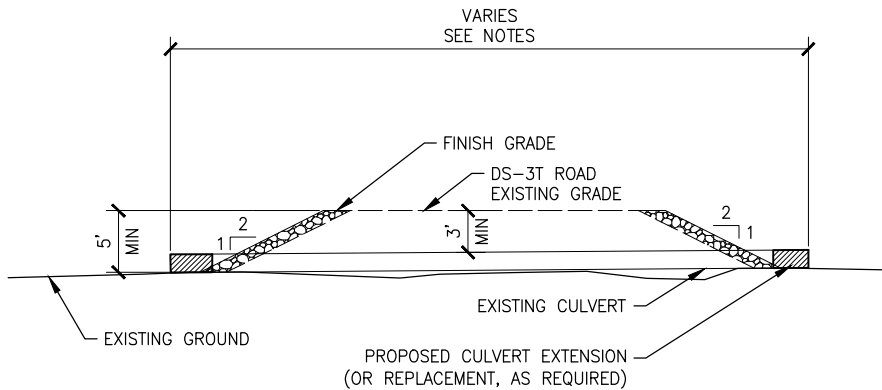 VARIES
SEE NOTES
FINISH GRADE
DS-3T ROAD
EXISTING GRADE
2
1
5'
MIN
3'
MIN
2
1
EXISTING CULVERT
EXISTING GROUND
PROPOSED CULVERT EXTENSION
(OR REPLACEMENT, AS REQUIRED)